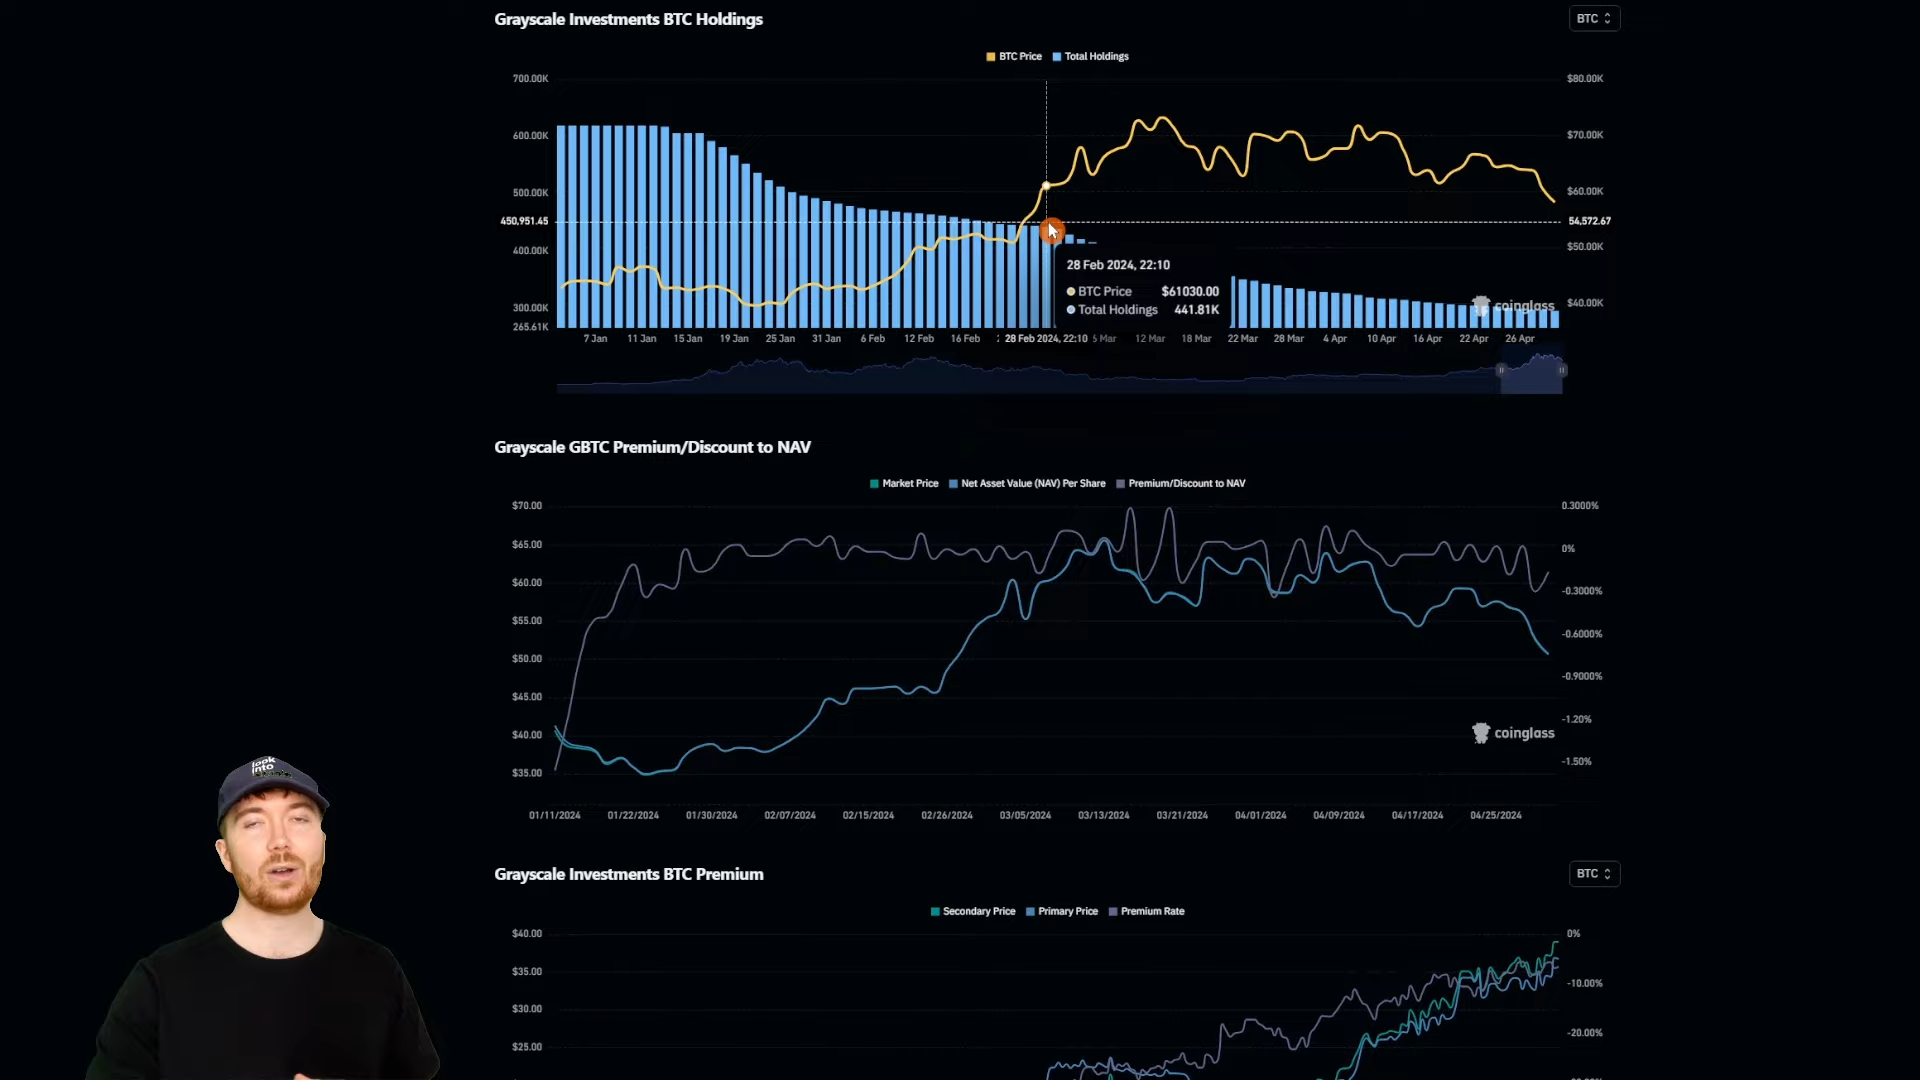 Grayscale Investments BTC Holdings
BTC
BTC Price Total Holdings
700.00K $80.00K
600.00K $70.00K
500.00K $60.00K
450,951.45 54,572.67
400.00K $50.00K
28 Feb 2024, 22:10
BTC Price $61030.00
Total Holdings 441.81K
300.00K $40.00K
coinglass
265.61K
7 Jan 11 Jan 15 Jan 19 Jan 25 Jan 31 Jan 6 Feb 12 Feb 16 Feb 28 Feb 2024, 22:10 6 Mar 12 Mar 18 Mar 22 Mar 28 Mar 4 Apr 10 Apr 16 Apr 22 Apr 26 Apr
Grayscale GBTC Premium/Discount to NAV
Market Price Net Asset Value (NAV) Per Share Premium/Discount to NAV
$70.00 0.3000%
$65.00 0%
$60.00 -0.3000%
$55.00 -0.6000%
$50.00 -0.9000%
$45.00 -1.20%
$40.00 -1.50%
$35.00
coinglass
01/11/2024 01/22/2024 01/30/2024 02/07/2024 02/15/2024 02/26/2024 03/05/2024 03/13/2024 03/21/2024 04/01/2024 04/09/2024 04/17/2024 04/25/2024
look
into
Grayscale Investments BTC Premium
BTC
Secondary Price Primary Price Premium Rate
$40.00 0%
$35.00 -10.00%
$30.00 -20.00%
$25.00